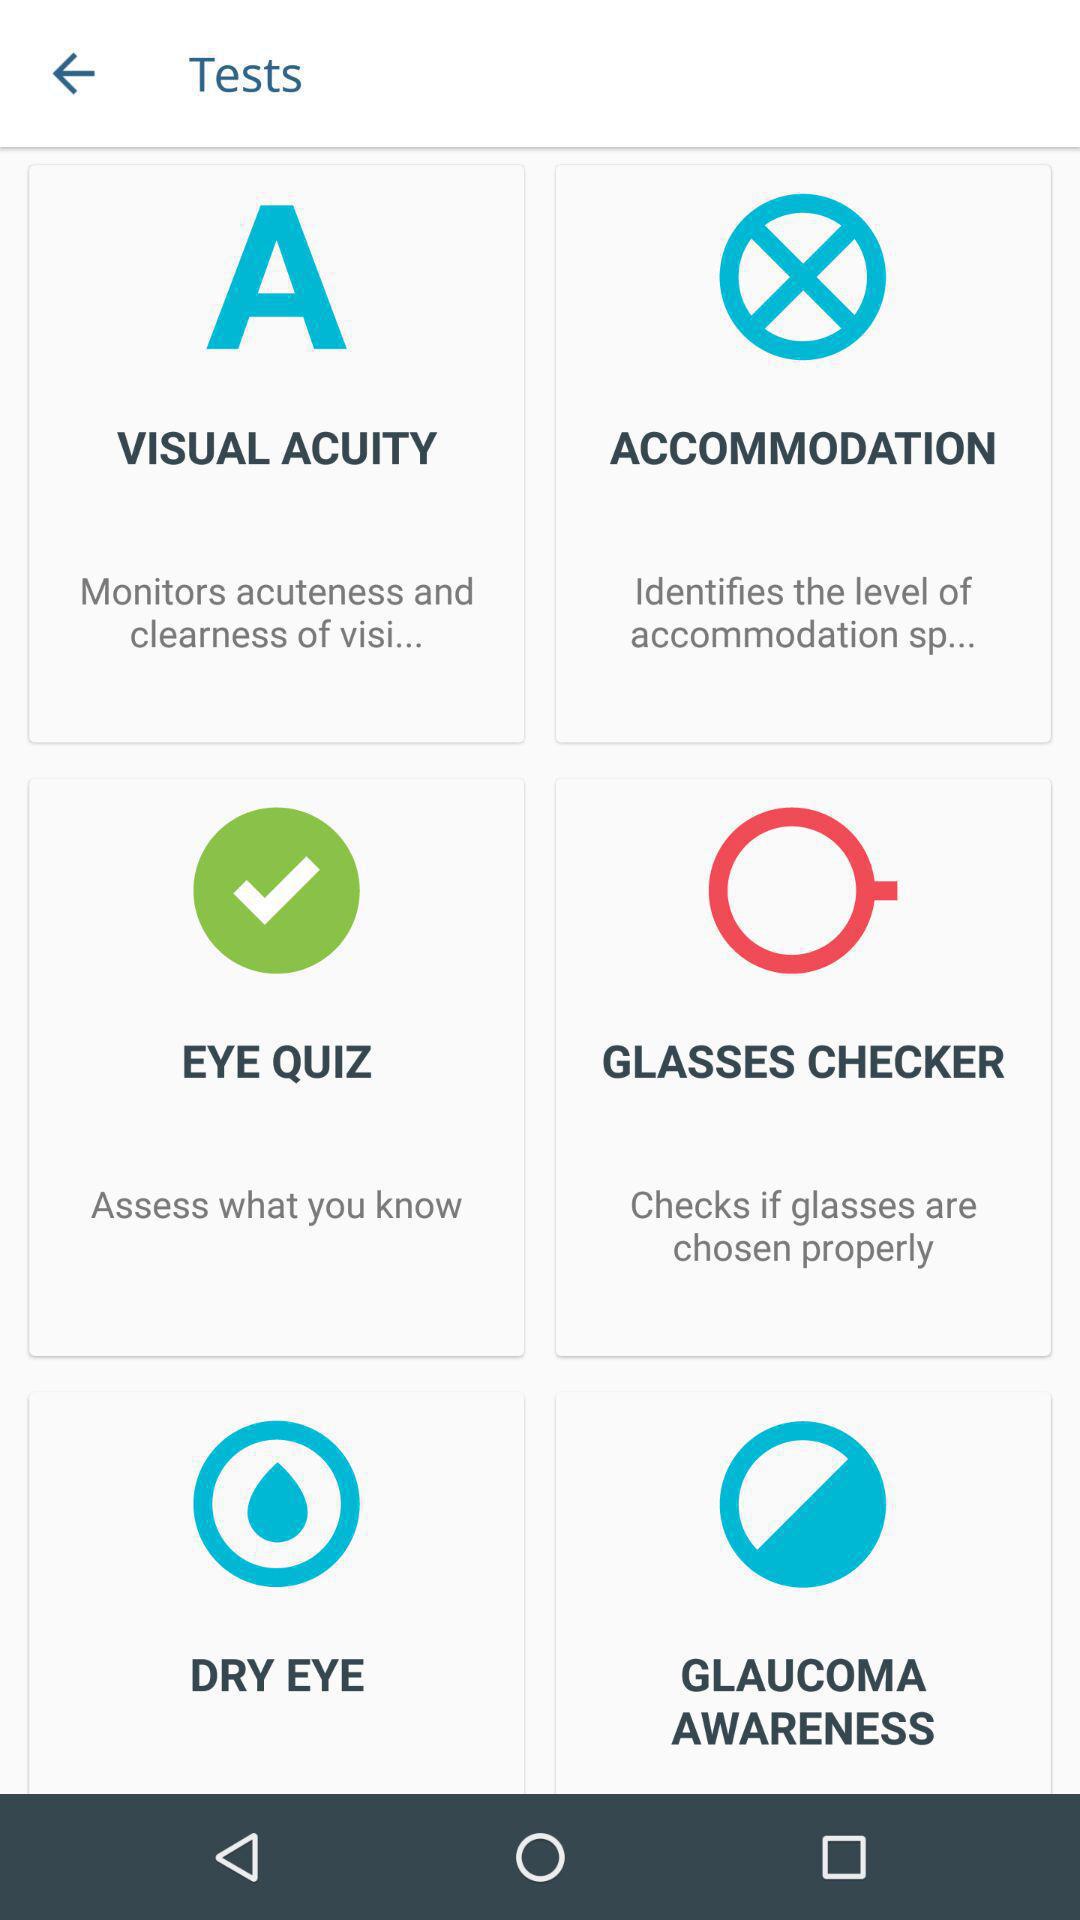 Tests
A
VISUAL ACUITY
Monitors acuteness and
clearness of visi...
ACCOMMODATION
Identifies the level of
accommodation sp...
EYE QUIZ
Assess what you know
GLASSES CHECKER
Checks if glasses are
chosen properly
DRY EYE
GLAUCOMA
AWARENESS